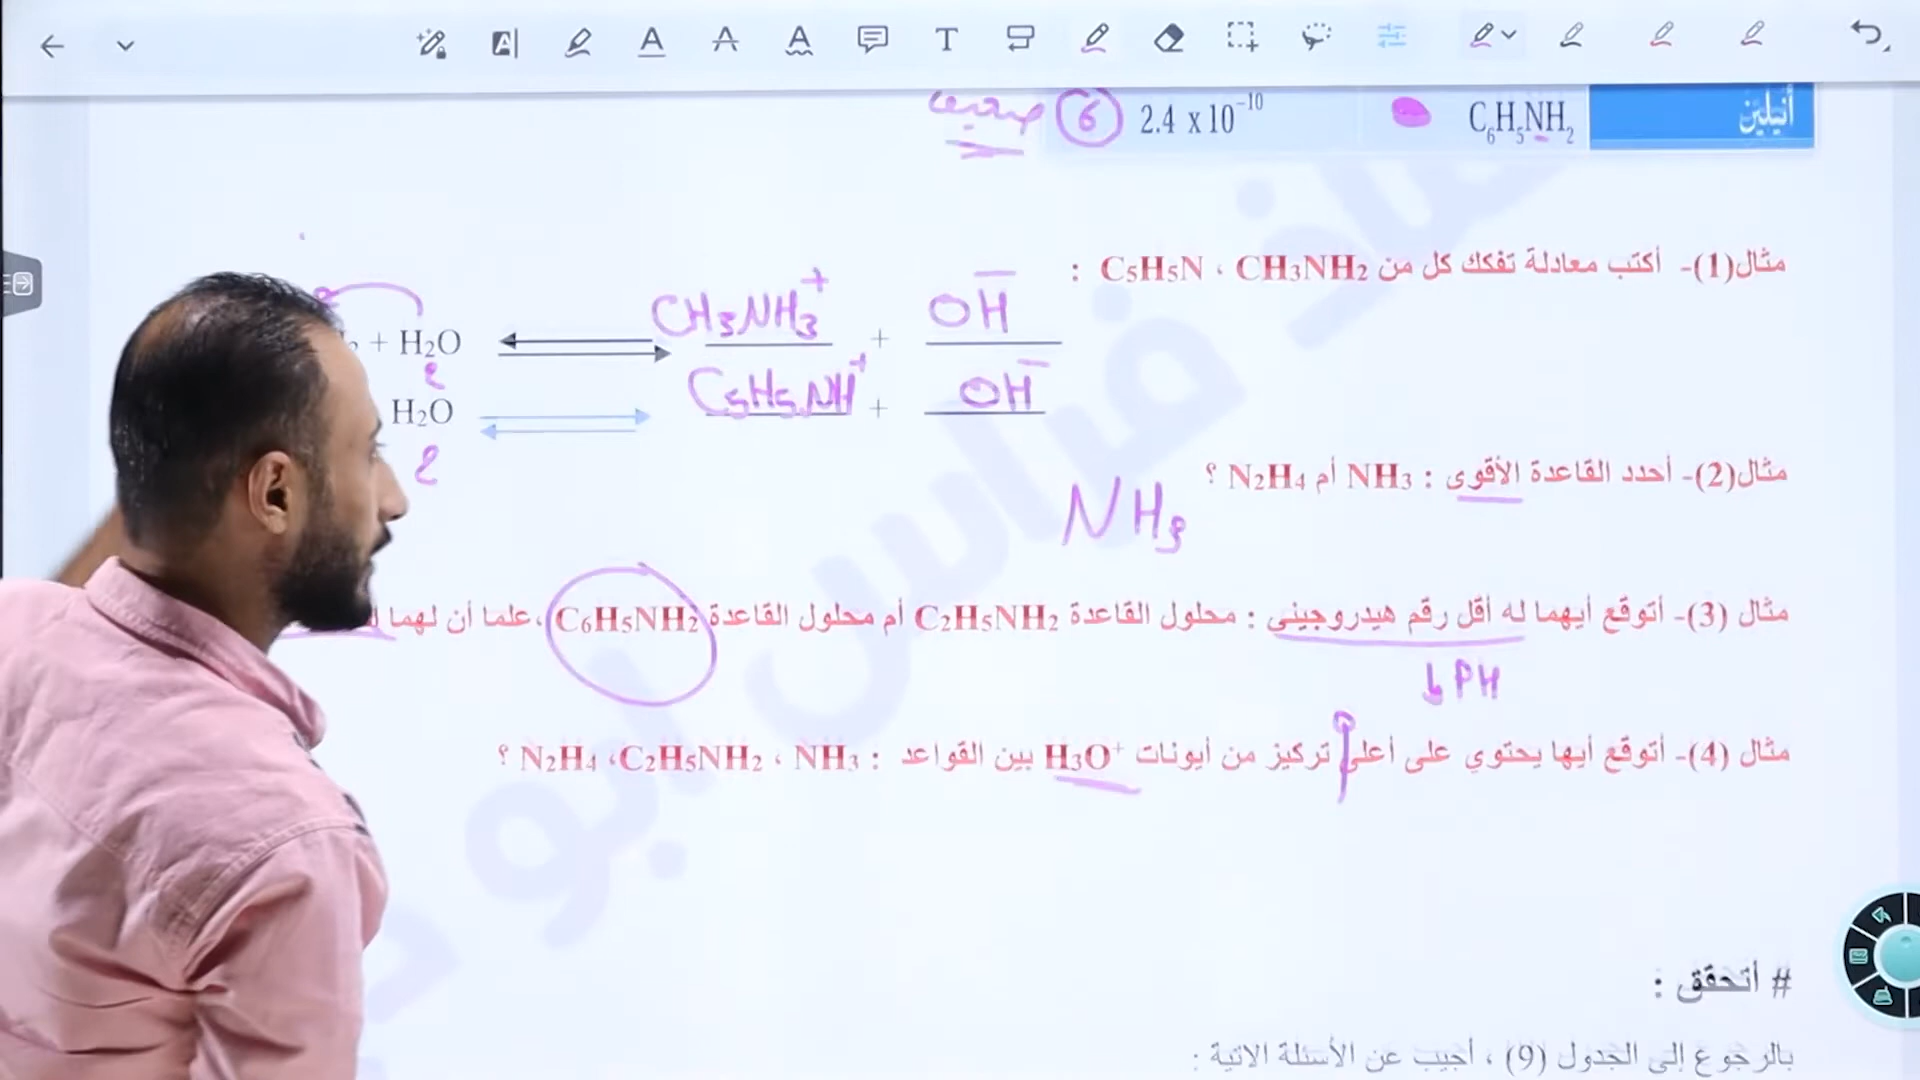 أنيلين C₆H₅NH₂ 2.4 x 10⁻¹⁰ 6
مثال(1)- أكتب معادلة تفكك كل من C5H5N ، CH3NH2 :
+ H2O CH3NH3+ + OH-
H2O C5H5NH+ + OH-
مثال(2)- أحدد القاعدة الأقوى : NH3 أم N2H4 ؟
NH3
مثال (3)- أتوقع أيهما له أقل رقم هيدروجيني : محلول القاعدة C2H5NH2 أم محلول القاعدة C6H5NH2 ،علما أن لهما
PH
مثال (4)- أتوقع أيها يحتوي على أعلى تركيز من أيونات H3O+ بين القواعد : N2H4 ،C2H5NH2 ، NH3 ؟
# أتحقق :
بالرجوع إلى الجدول (9) ، أجيب عن الأسئلة الاتية :